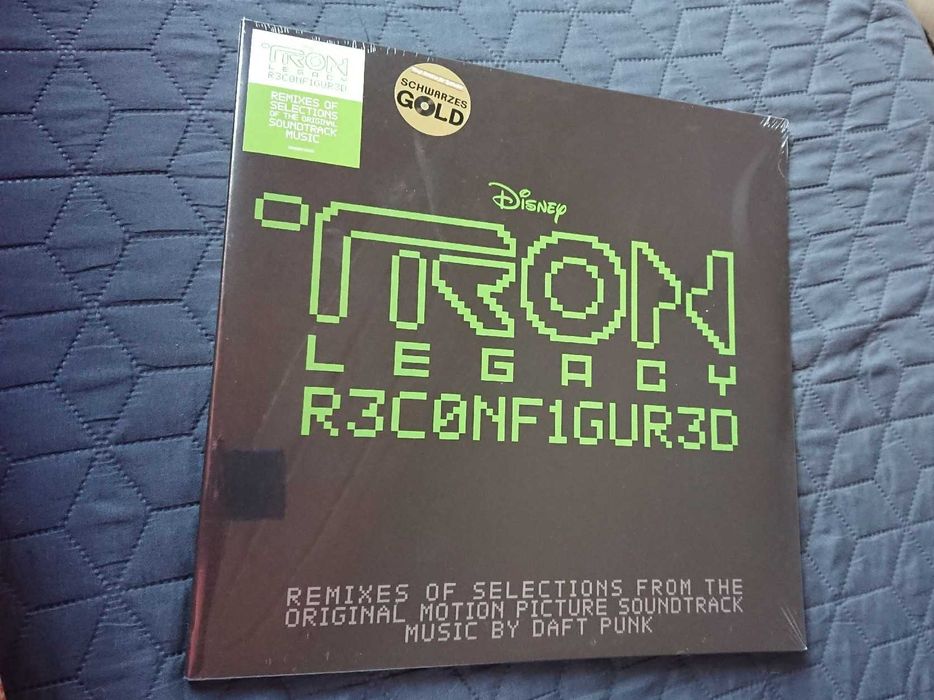 TRON
LEGACY
R3C0NF1GUR3D
REMIXES OF
SELECTIONS
OF THE ORIGINAL
SOUNDTRACK
MUSIC
SCHWARZES
GOLD
Disney
TRON
LEGACY
R3C0NF1GUR3D
REMIXES OF SELECTIONS FROM THE
ORIGINAL MOTION PICTURE SOUNDTRACK
MUSIC BY DAFT PUNK